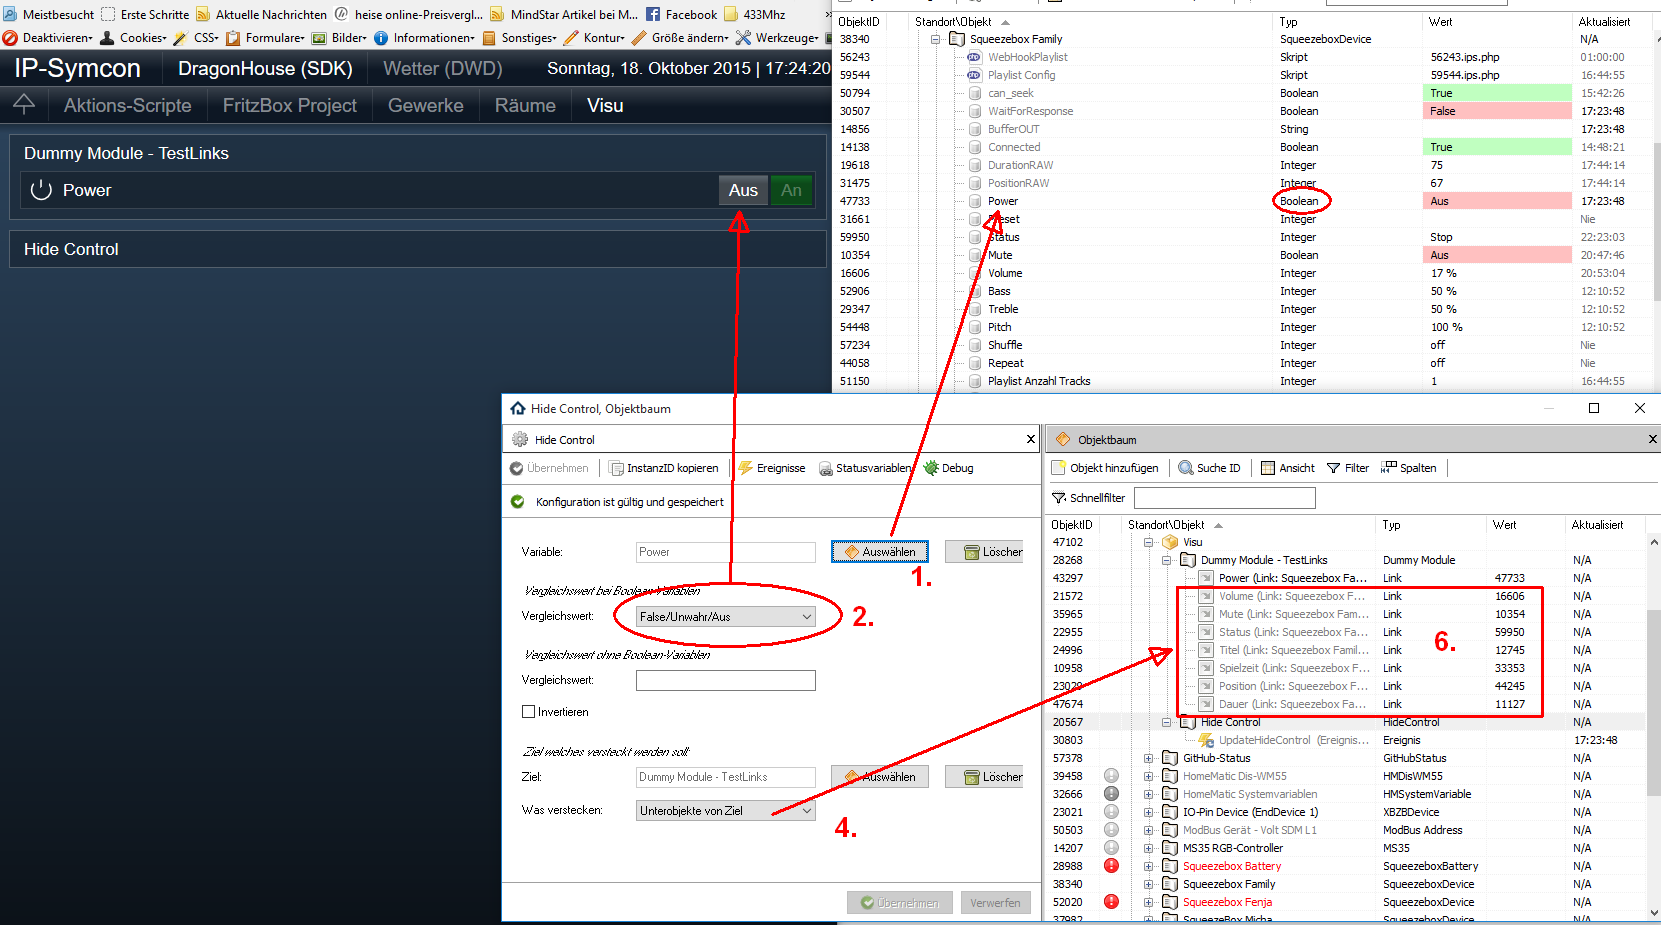 Meistbesucht Erste Schritte Aktuelle Nachrichten heise online-Preisvergl... MindStar Artikel bei M... Facebook 433Mhz »
Deaktivieren Cookies CSS Formulare Bilder Informationen Sonstiges Kontur Größe ändern Werkzeuge
IP-Symcon DragonHouse (SDK) Wetter (DWD) Sonntag, 18. Oktober 2015 | 17:24:20
Aktions-Scripte FritzBox Project Gewerke Räume Visu
Dummy Module - TestLinks
Power Aus An
Hide Control
ObjektID Standort\Objekt Typ Wert Aktualisiert
38340 Squeezebox Family SqueezeboxDevice N/A
56243 WebHookPlaylist Skript 56243.ips.php 01:00:00
59544 Playlist Config Skript 59544.ips.php 16:44:55
50794 can_seek Boolean True 15:42:26
30507 WaitForResponse Boolean False 17:23:48
14856 BufferOUT String 17:23:48
14138 Connected Boolean True 14:48:21
19618 DurationRAW Integer 75 17:44:14
31475 PositionRAW Integer 67 17:44:14
47733 Power Boolean Aus 17:23:48
31661 Preset Integer Nie
59950 Status Integer Stop 22:23:03
10354 Mute Boolean Aus 20:47:46
16606 Volume Integer 17 % 20:53:04
52906 Bass Integer 50 % 12:10:52
29347 Treble Integer 50 % 12:10:52
54448 Pitch Integer 100 % 12:10:52
57234 Shuffle Integer off Nie
44058 Repeat Integer off Nie
51150 Playlist Anzahl Tracks Integer 1 16:44:55
Hide Control, Objektbaum
Hide Control
Übernehmen InstanzID kopieren Ereignisse Statusvariablen Debug
Konfiguration ist gültig und gespeichert
Variable: Power Auswählen Löschen
1.
Vergleichswert bei Boolean-Variablen
Vergleichswert: False/Unwahr/Aus
2.
Vergleichswert ohne Boolean-Variablen
Vergleichswert:
Invertieren
Ziel welches versteckt werden soll:
Ziel: Dummy Module - TestLinks Auswählen Löschen
Was verstecken: Unterobjekte von Ziel
4.
Übernehmen Verwerfen
Objektbaum
Objekt hinzufügen Suche ID Ansicht Filter Spalten
Schnellfilter
ObjektID Standort\Objekt Typ Wert Aktualisiert
47102 Visu
28268 Dummy Module - TestLinks Dummy Module N/A
43297 Power (Link: Squeezebox Fa... Link 47733 N/A
21572 Volume (Link: Squeezebox F... Link 16606 N/A
35965 Mute (Link: Squeezebox Fam... Link 10354 N/A
22955 Status (Link: Squeezebox Fa... Link 59950 N/A
6.
24996 Titel (Link: Squeezebox Famil... Link 12745 N/A
10958 Spielzeit (Link: Squeezebox F... Link 33353 N/A
23029 Position (Link: Squeezebox F... Link 44245 N/A
47674 Dauer (Link: Squeezebox Fa... Link 11127 N/A
20567 Hide Control HideControl N/A
30803 UpdateHideControl (Ereignis... Ereignis 17:23:48
57378 GitHub-Status GitHubStatus N/A
39458 HomeMatic Dis-WM55 HMDisWM55 N/A
32666 HomeMatic Systemvariablen HMSystemVariable N/A
23021 IO-Pin Device (EndDevice 1) XBZBDevice N/A
50503 ModBus Gerät - Volt SDM L1 ModBus Address N/A
14207 MS35 RGB-Controller MS35 N/A
28988 Squeezebox Battery SqueezeboxBattery N/A
38340 Squeezebox Family SqueezeboxDevice N/A
52020 Squeezebox Fenja SqueezeboxDevice N/A
37982 SqueezeBox Micha SqueezeboxDevice N/A